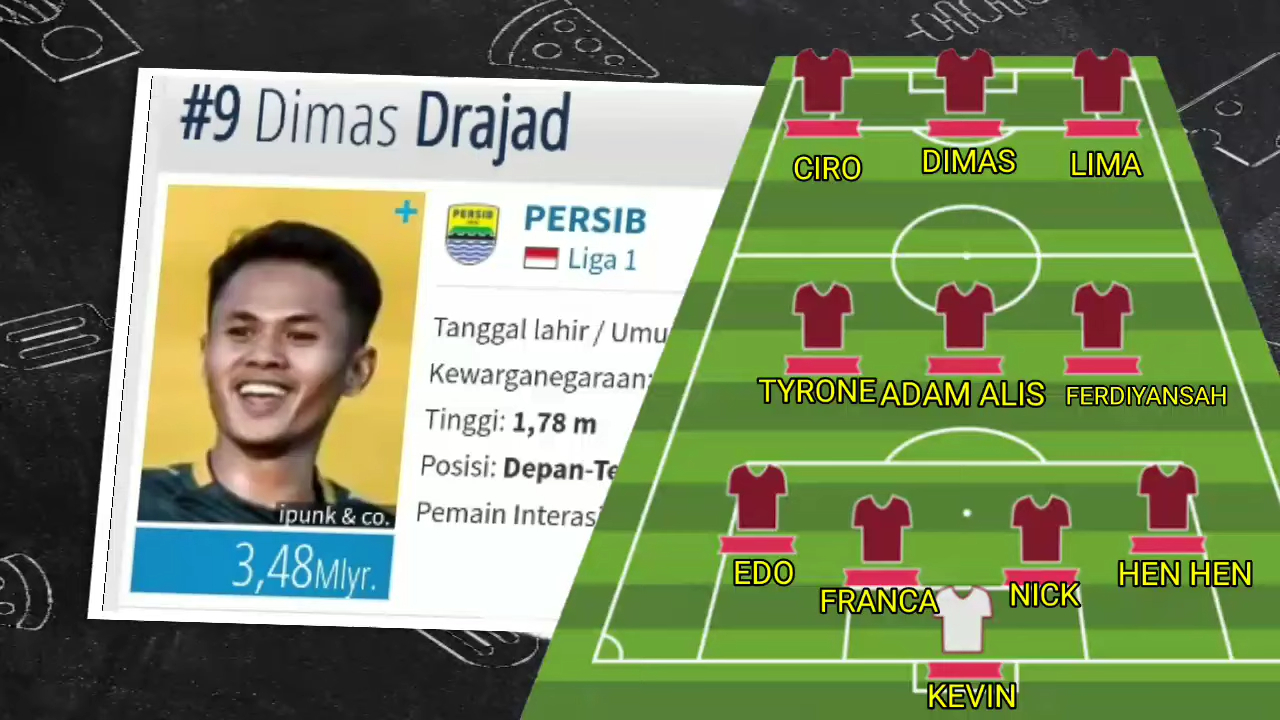 #9 Dimas Drajad
PERSIB
PERSIB
Liga 1
Tanggal lahir / Umu
Kewarganegaraan:
Tinggi: 1,78 m
Posisi: Depan-Te
Pemain Interasi
ipunk & co.
3,48Mlyr.
CIRO
DIMAS
LIMA
TYRONE
ADAM ALIS
FERDIYANSAH
EDO
FRANCA
NICK
HEN HEN
KEVIN